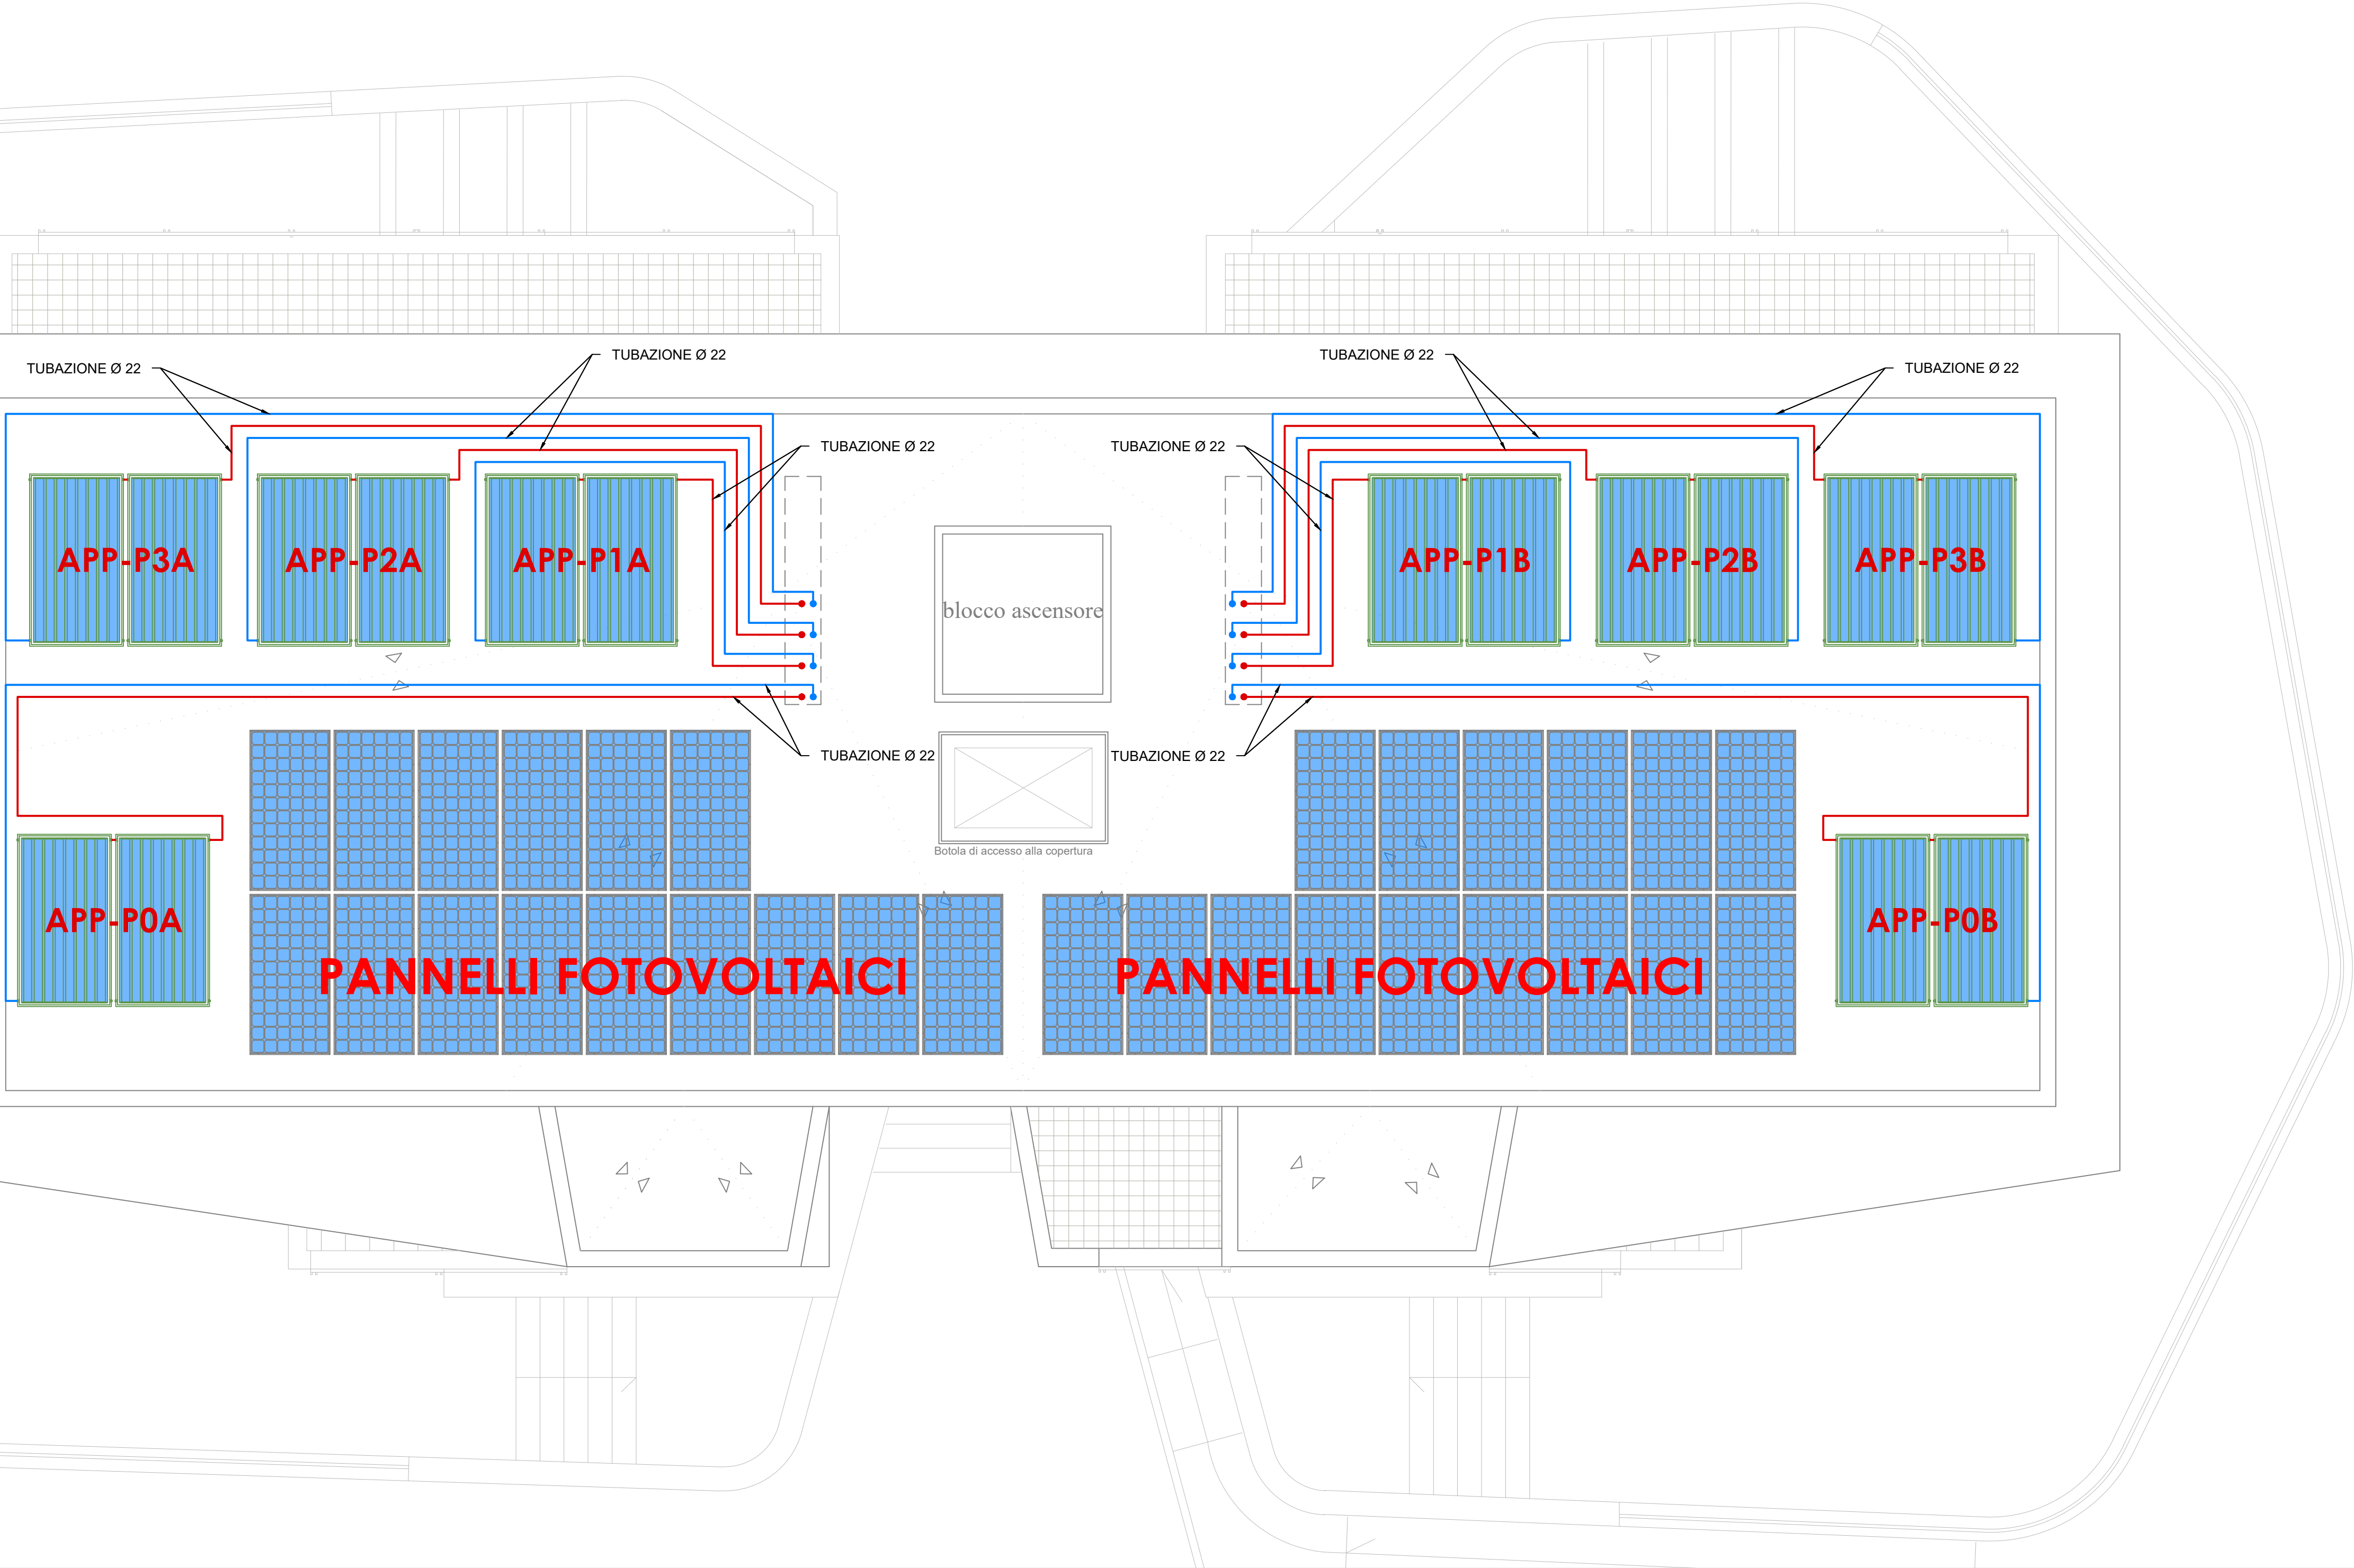 TUBAZIONE Ø 22
TUBAZIONE Ø 22
TUBAZIONE Ø 22
TUBAZIONE Ø 22
TUBAZIONE Ø 22
TUBAZIONE Ø 22
APP-P3A
APP-P2A
APP-P1A
APP-P1B
APP-P2B
APP-P3B
blocco ascensore
TUBAZIONE Ø 22
TUBAZIONE Ø 22
Botola di accesso alla copertura
APP-P0A
APP-P0B
PANNELLI FOTOVOLTAICI
PANNELLI FOTOVOLTAICI